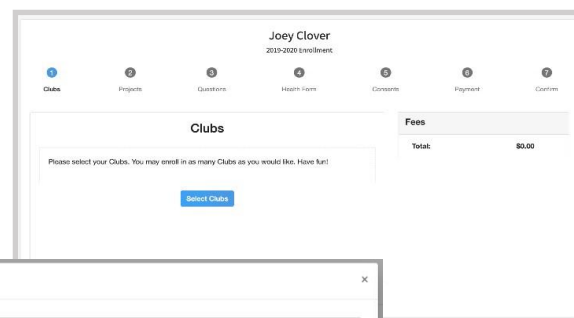 Joey Clover
2019-2020 Enrollment
1 2 3 4 5 6 7
Clubs Projects Questions Health Form Consents Payment Confirm
Clubs
Please select your Clubs. You may enroll in as many Clubs as you would like. Have fun!
Select Clubs
Fees
Total: $0.00
×